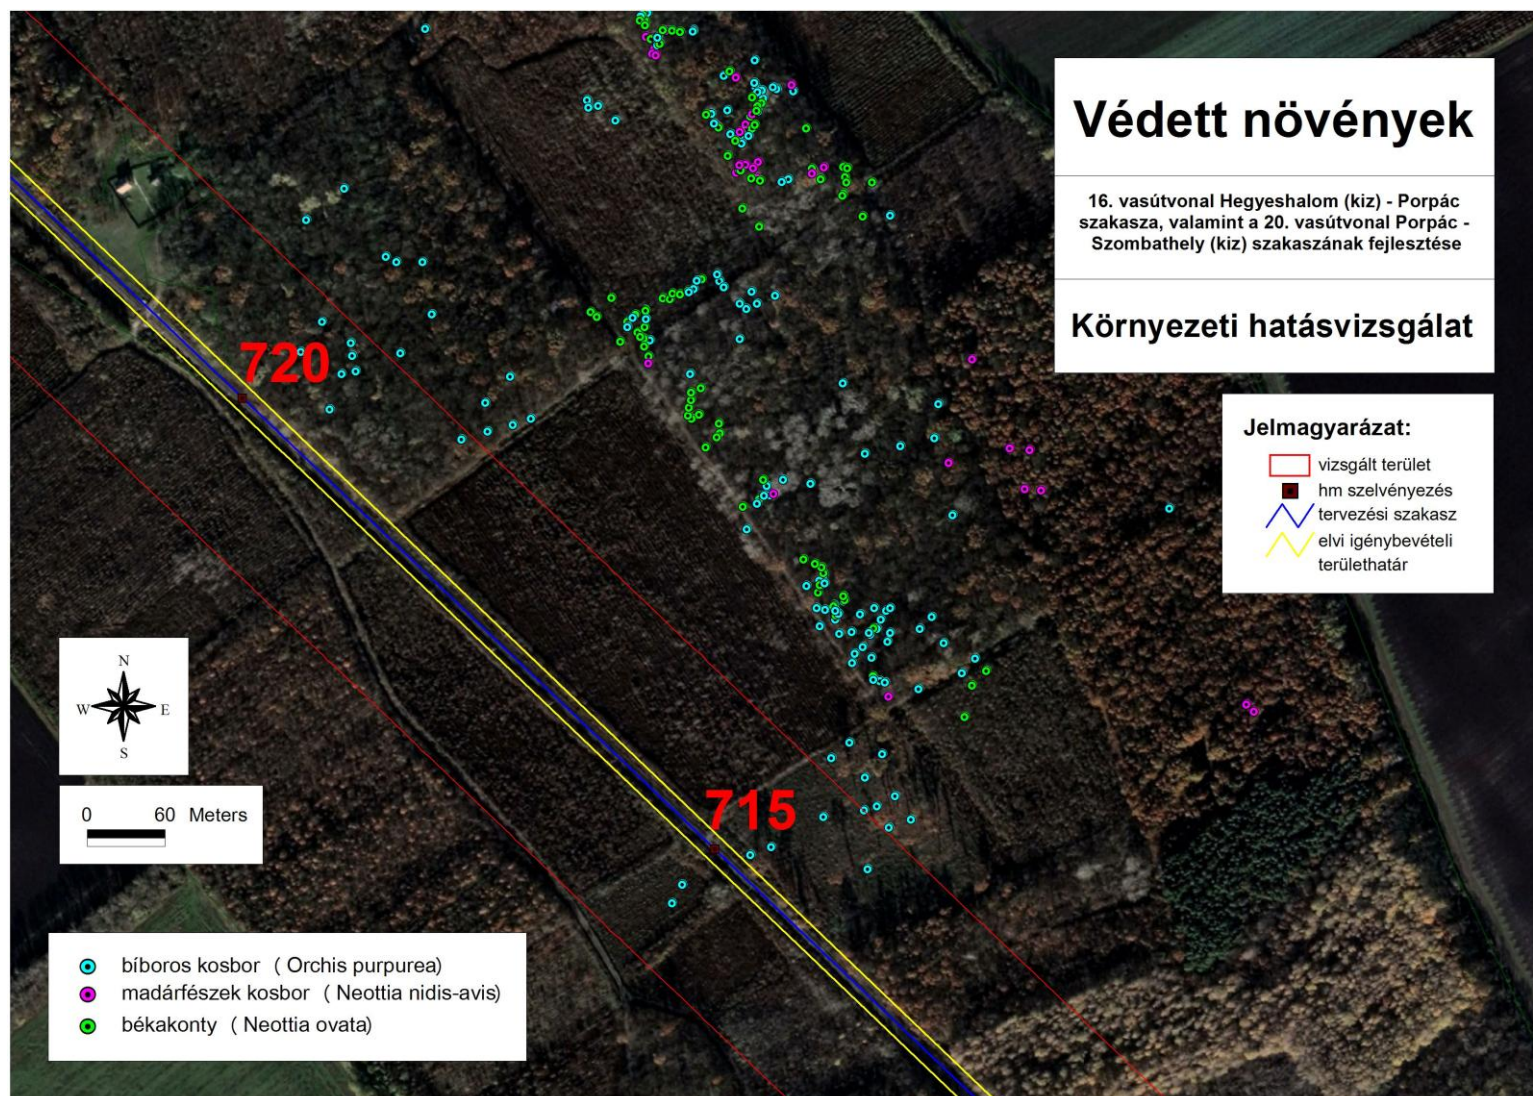 Védett növények
16. vasútvonal Hegyeshalom (kiz) - Porpác
szakasza, valamint a 20. vasútvonal Porpác -
Szombathely (kiz) szakaszának fejlesztése
Környezeti hatásvizsgálat
Jelmagyarázat:
vizsgált terület
hm szelvényezés
tervezési szakasz
elvi igénybevételi
területhatár
720
715
N
W E
S
0 60 Meters
bíboros kosbor ( Orchis purpurea)
madárfészek kosbor ( Neottia nidis-avis)
békakonty ( Neottia ovata)